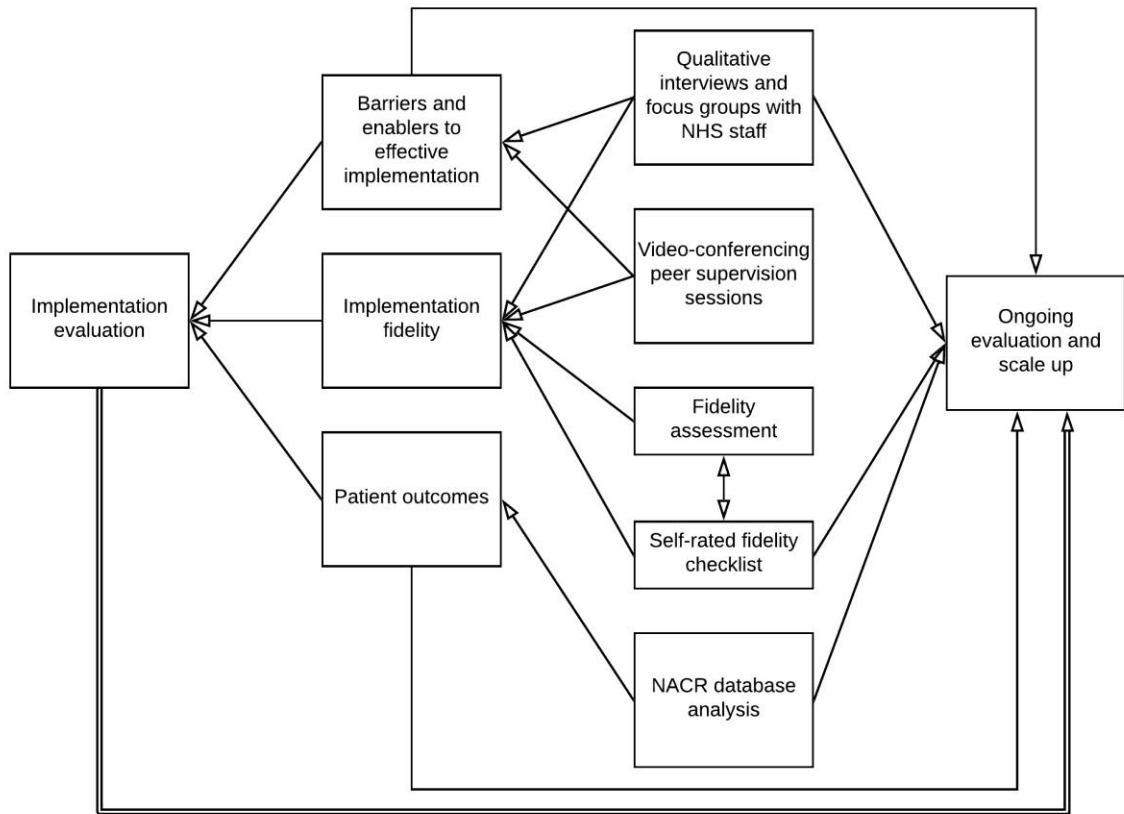 Implementation
evaluation
Barriers and
enablers to
effective
implementation
Implementation
fidelity
Patient outcomes
Qualitative
interviews and
focus groups with
NHS staff
Video-conferencing
peer supervision
sessions
Fidelity
assessment
Self-rated fidelity
checklist
NACR database
analysis
Ongoing
evaluation and
scale up